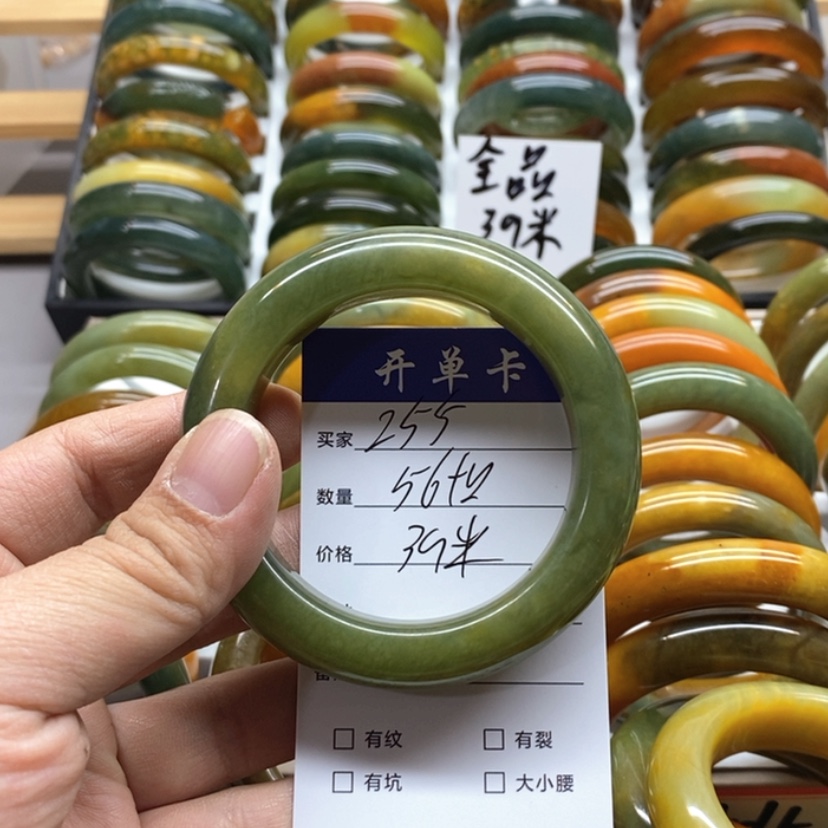 全品
39米
开单卡
买家 255
数量 56位
价格 39米
有纹
有裂
有坑
大小腰